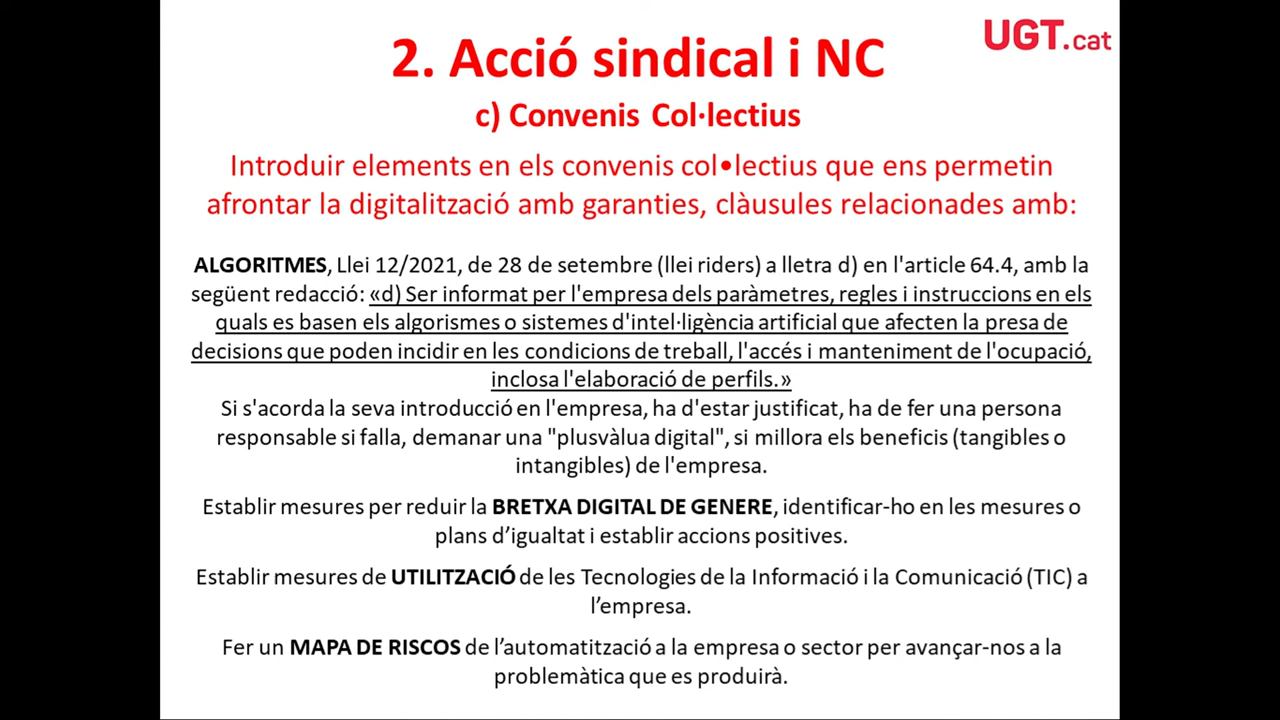 UGT.cat
2. Acció sindical i NC
c) Convenis Col·lectius
Introduir elements en els convenis col•lectius que ens permetin
afrontar la digitalització amb garanties, clàusules relacionades amb:
ALGORITMES, Llei 12/2021, de 28 de setembre (llei riders) a lletra d) en l'article 64.4, amb la
següent redacció: «d) Ser informat per l'empresa dels paràmetres, regles i instruccions en els
quals es basen els algorismes o sistemes d'intel·ligència artificial que afecten la presa de
decisions que poden incidir en les condicions de treball, l'accés i manteniment de l'ocupació,
inclosa l'elaboració de perfils.»
Si s'acorda la seva introducció en l'empresa, ha d'estar justificat, ha de fer una persona
responsable si falla, demanar una "plusvàlua digital", si millora els beneficis (tangibles o
intangibles) de l'empresa.
Establir mesures per reduir la BRETXA DIGITAL DE GENERE, identificar-ho en les mesures o
plans d’igualtat i establir accions positives.
Establir mesures de UTILITZACIÓ de les Tecnologies de la Informació i la Comunicació (TIC) a
l’empresa.
Fer un MAPA DE RISCOS de l’automatització a la empresa o sector per avançar-nos a la
problemàtica que es produirà.